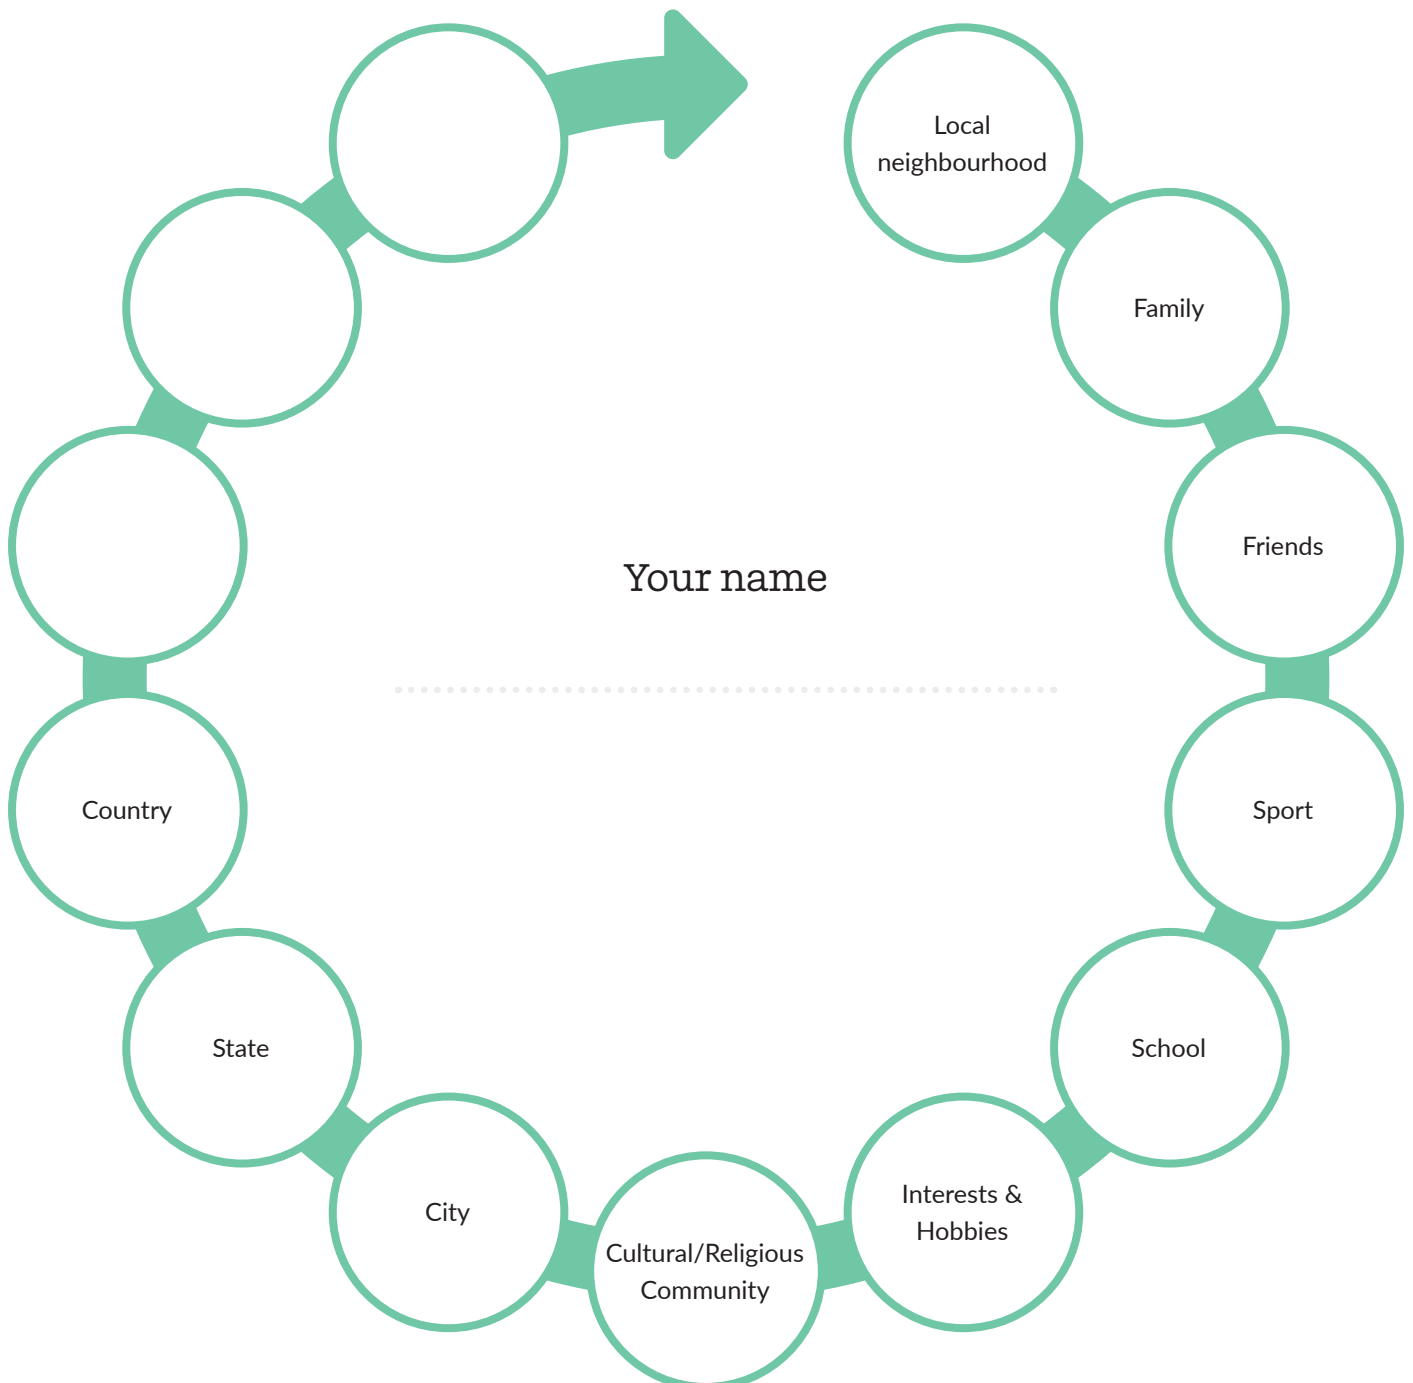 Local
neighbourhood
Family
Friends
Sport
School
Interests &
Hobbies
Cultural/Religious
Community
City
State
Country
Your name